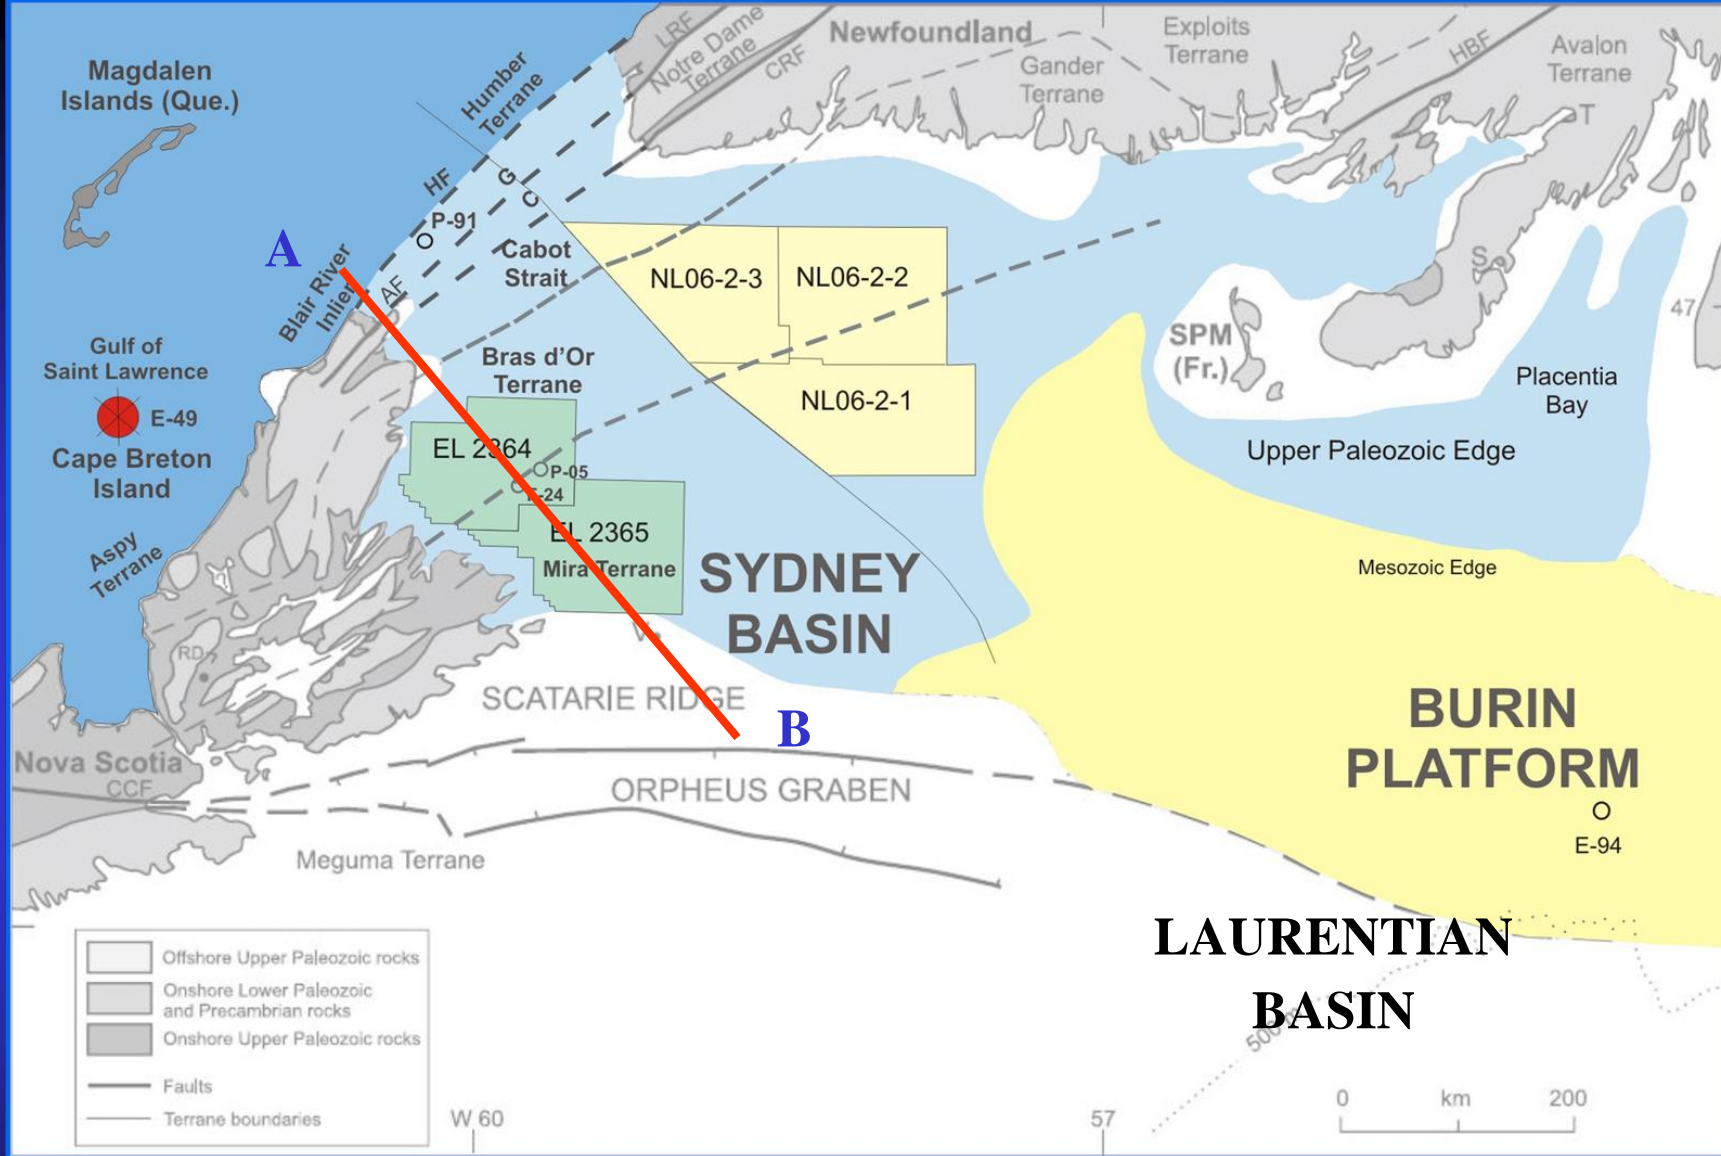 Magdalen
Islands (Que.)
Humber
Terrane
LRF
Notre Dame
Terrane
CRF
Newfoundland
Gander
Terrane
Exploits
Terrane
HBF
Avalon
Terrane
T
HF
G
C
P-91
A
Blair River
Inlier
AF
Cabot
Strait
NL06-2-3
NL06-2-2
NL06-2-1
SPM
(Fr.)
S
47
Placentia
Bay
Upper Paleozoic Edge
Mesozoic Edge
Gulf of
Saint Lawrence
E-49
Cape Breton
Island
Bras d’Or
Terrane
EL 2364
P-05
F-24
EL 2365
Mira Terrane
Aspy
Terrane
SYDNEY
BASIN
V
RD
SCATARIE RIDGE
B
BURIN
PLATFORM
E-94
Nova Scotia
CCF
ORPHEUS GRABEN
Meguma Terrane
LAURENTIAN
BASIN
500 m
Offshore Upper Paleozoic rocks
Onshore Lower Paleozoic
and Precambrian rocks
Onshore Upper Paleozoic rocks
Faults
Terrane boundaries
W 60
57
0 km 200